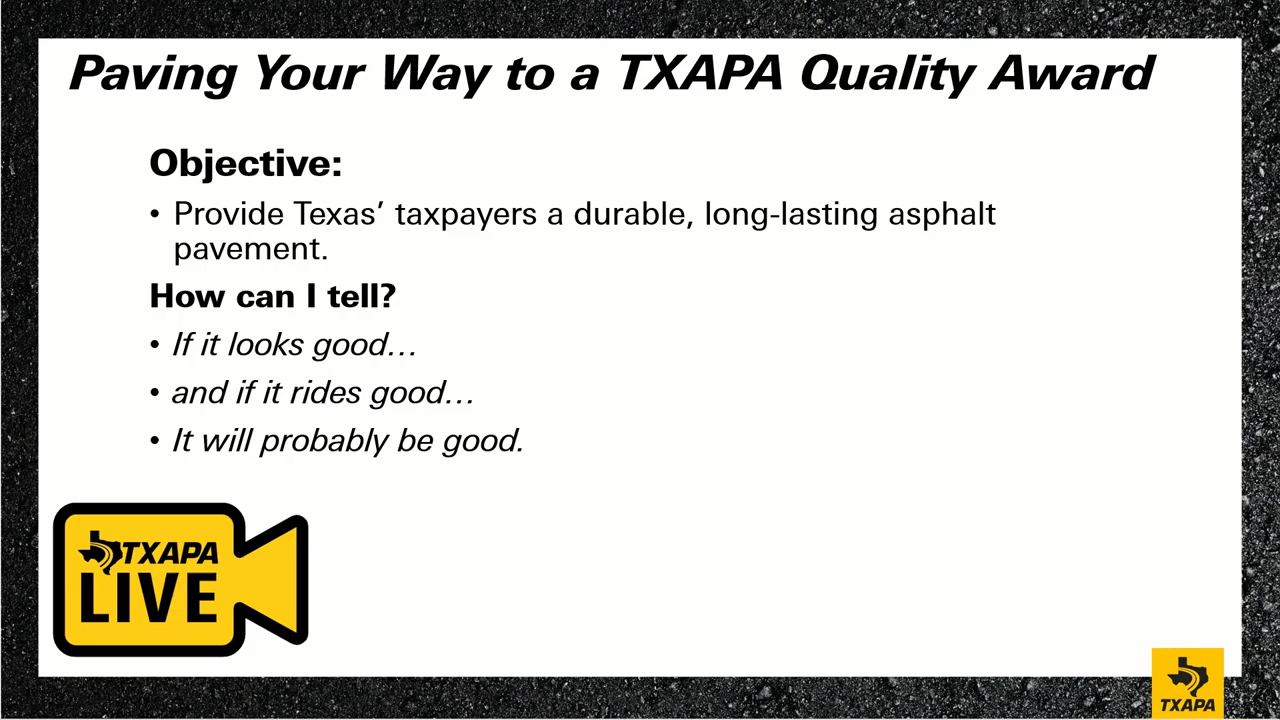 Paving Your Way to a TXAPA Quality Award
Objective:
• Provide Texas’ taxpayers a durable, long-lasting asphalt
pavement.
How can I tell?
• If it looks good…
• and if it rides good…
• It will probably be good.
TXAPA
LIVE
TXAPA